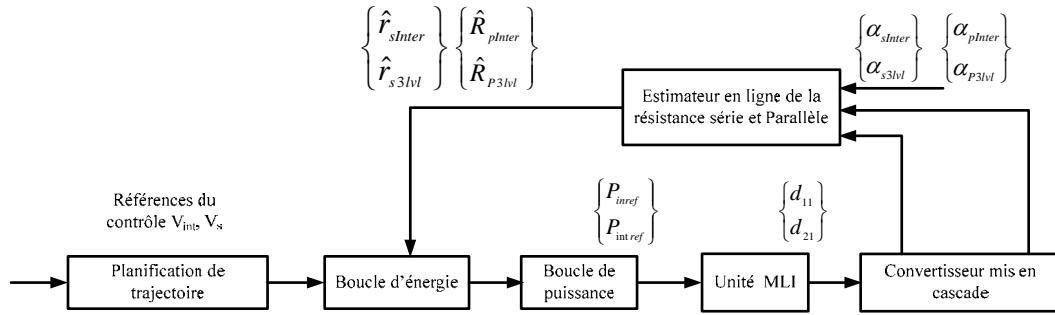 r̂sInter
r̂s3lvl
R̂pInter
R̂P3lvl
αsInter
αs3lvl
αpInter
αP3lvl
Estimateur en ligne de la
résistance série et Parallèle
Références du
contrôle Vint, Vs
Pinref
Pintref
d11
d21
Planification de
trajectoire
Boucle d'énergie
Boucle de
puissance
Unité MLI
Convertisseur mis en
cascade